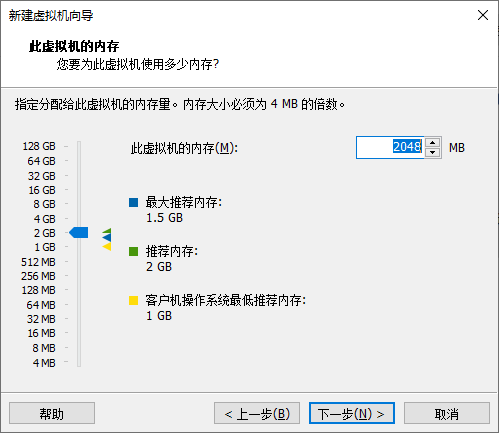 新建虚拟机向导
此虚拟机的内存
您要为此虚拟机使用多少内存?
指定分配给此虚拟机的内存量。内存大小必须为 4 MB 的倍数。
128 GB
64 GB
32 GB
16 GB
8 GB
4 GB
2 GB
1 GB
512 MB
256 MB
128 MB
64 MB
32 MB
16 MB
8 MB
4 MB
此虚拟机的内存(M):
2048 MB
最大推荐内存:
1.5 GB
推荐内存:
2 GB
客户机操作系统最低推荐内存:
1 GB
帮助
< 上一步(B)
下一步(N) >
取消